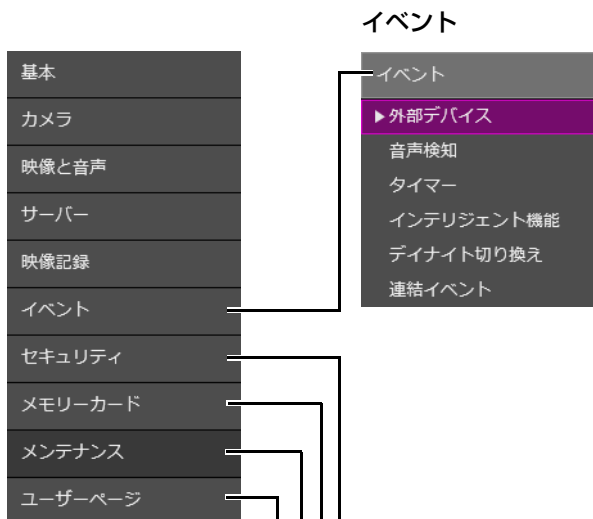 イベント
基本
カメラ
映像と音声
サーバー
映像記録
イベント
セキュリティ
メモリーカード
メンテナンス
ユーザーページ
イベント
▶外部デバイス
音声検知
タイマー
インテリジェント機能
デイナイト切り換え
連結イベント